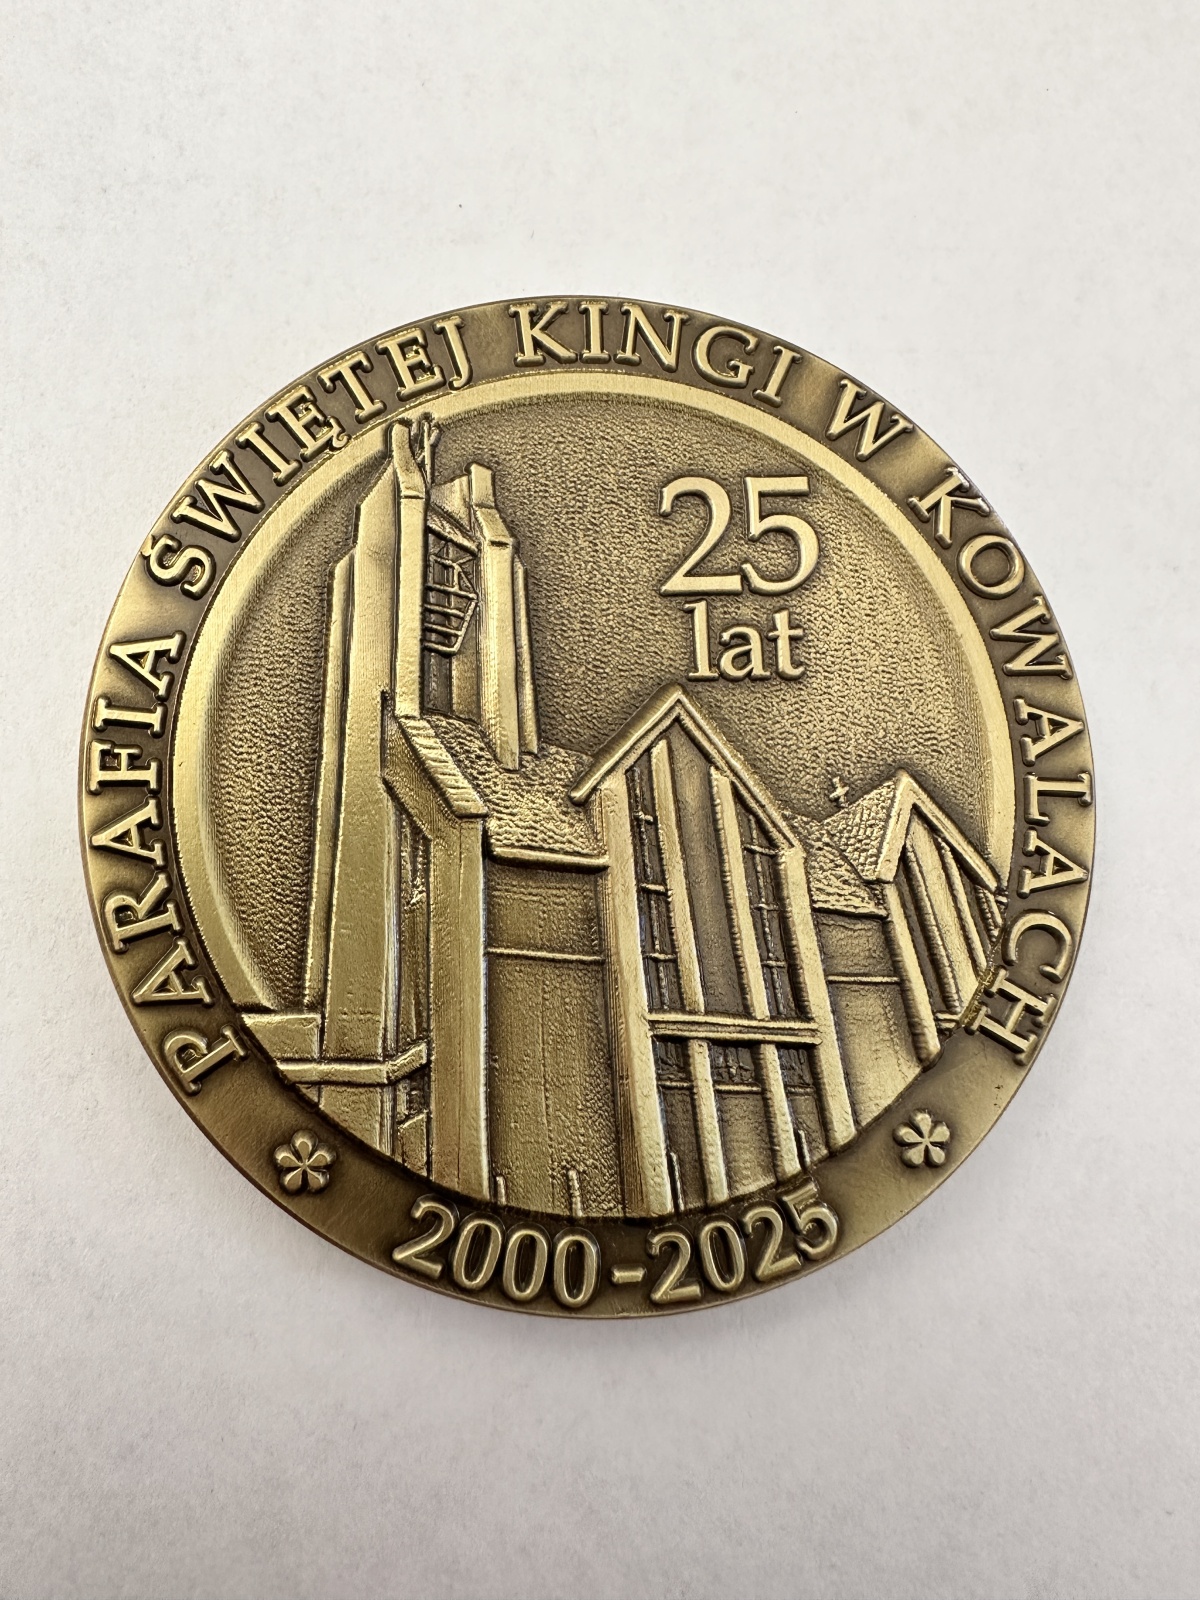 PARAFIA ŚWIĘTEJ KINGI W KOWALACH
25
lat
2000-2025